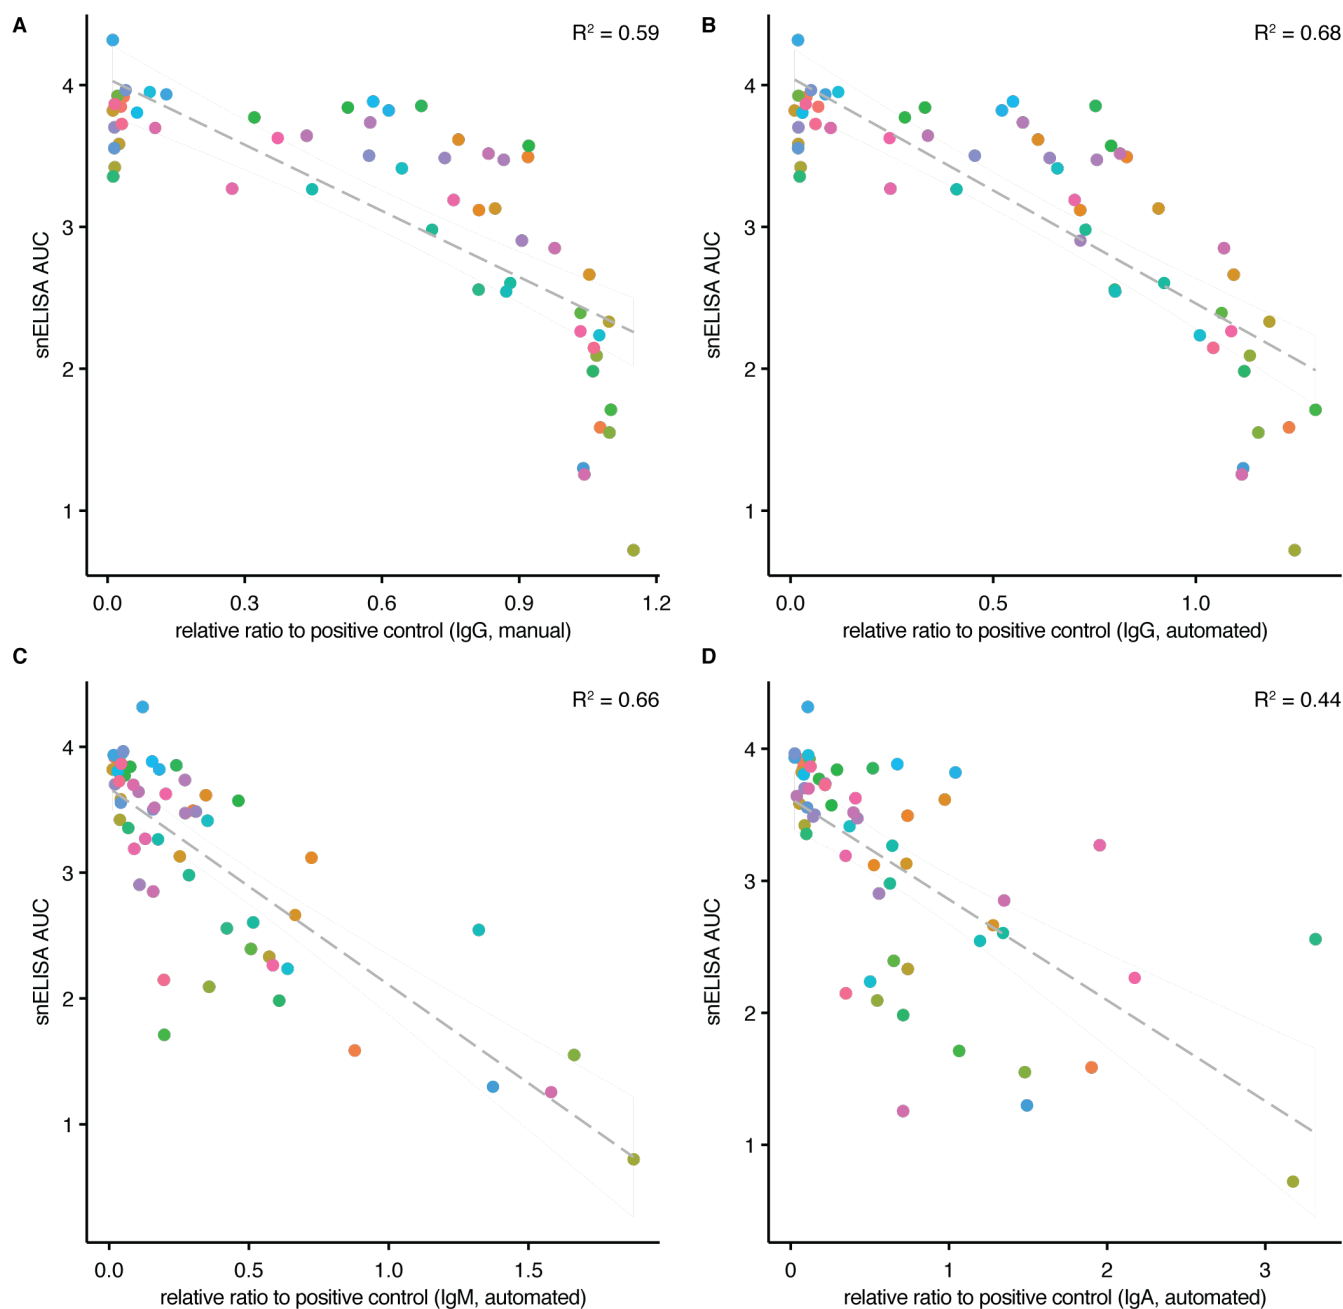 A
R² = 0.59
4
3
2
1
snELISA AUC
0.0 0.3 0.6 0.9 1.2
relative ratio to positive control (IgG, manual)
B
R² = 0.68
4
3
2
1
snELISA AUC
0.0 0.5 1.0
relative ratio to positive control (IgG, automated)
C
R² = 0.66
4
3
2
1
snELISA AUC
0.0 0.5 1.0 1.5
relative ratio to positive control (IgM, automated)
D
R² = 0.44
4
3
2
1
snELISA AUC
0 1 2 3
relative ratio to positive control (IgA, automated)